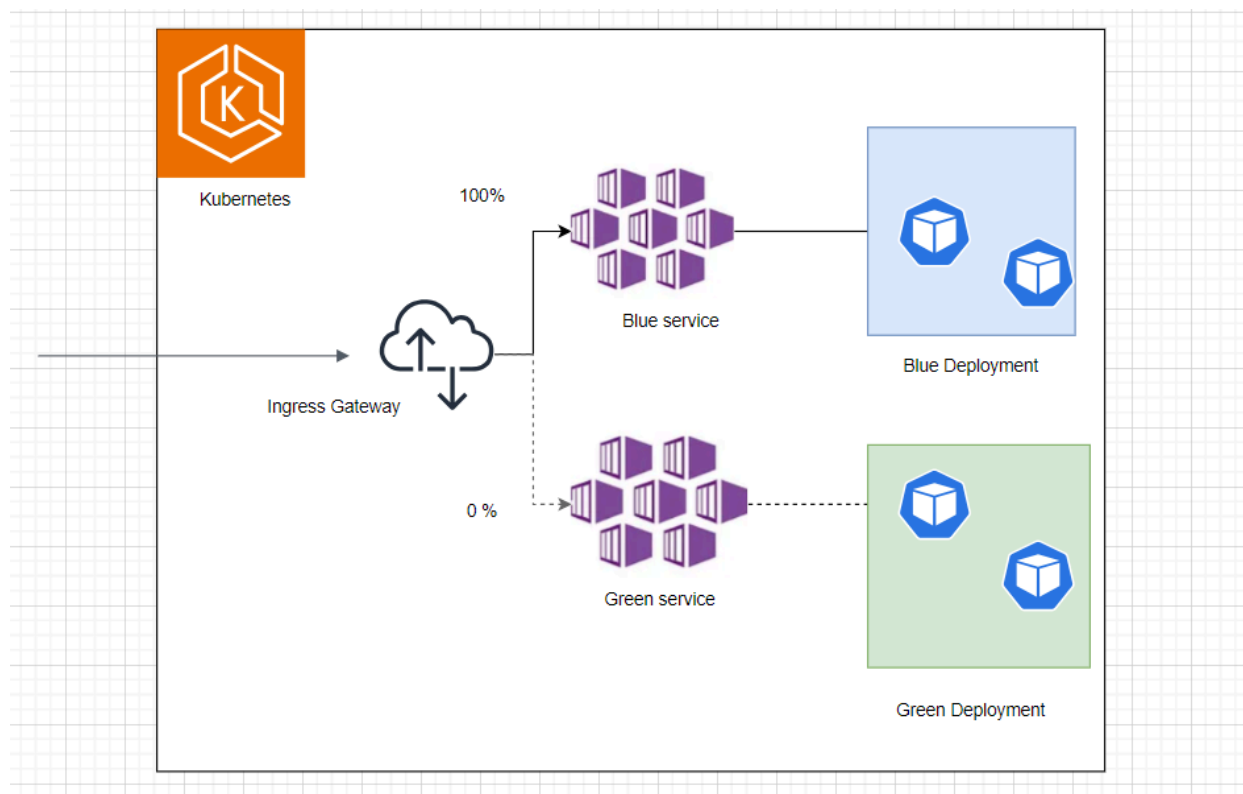 K
Kubernetes
100%
Blue service
Blue Deployment
Ingress Gateway
0 %
Green service
Green Deployment